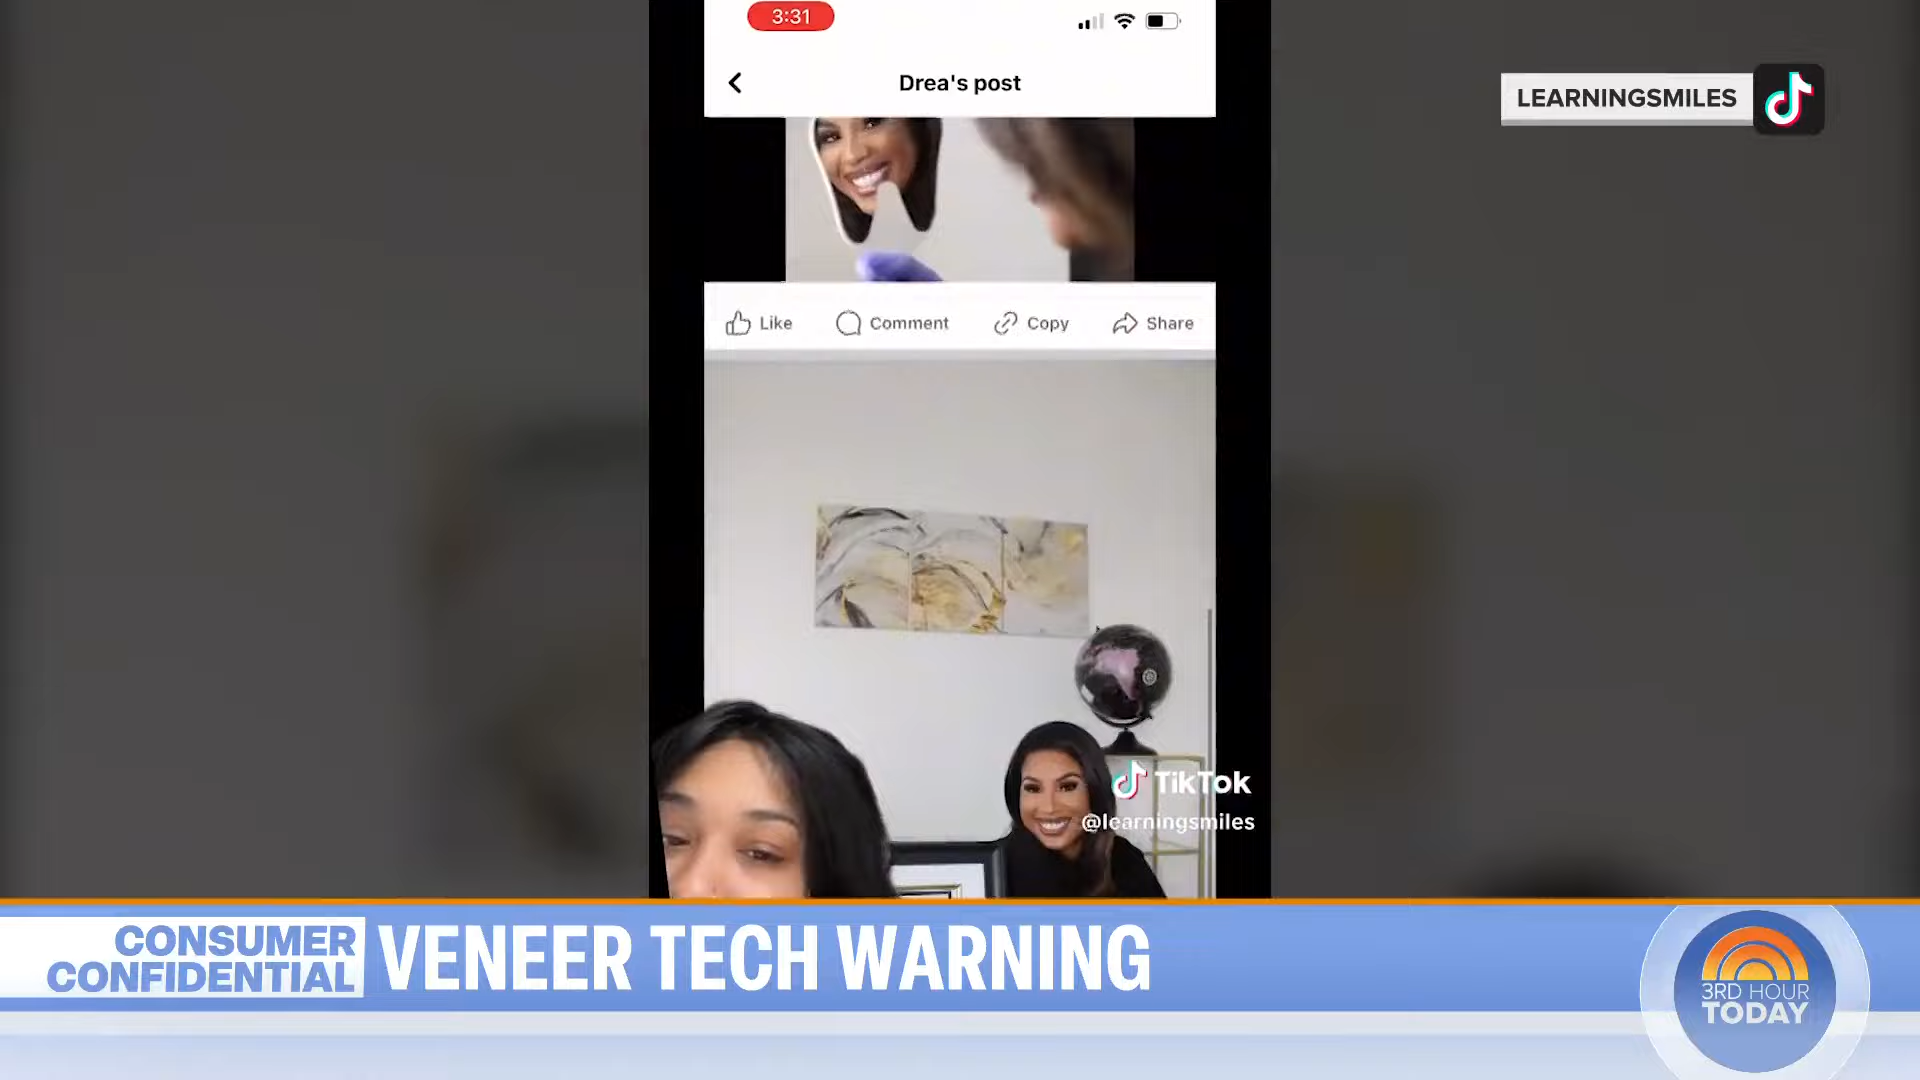 3:31
Drea's post
LEARNINGSMILES
Like
Comment
Copy
Share
TikTok
@learningsmiles
CONSUMER
CONFIDENTIAL
VENEER TECH WARNING
3RD HOUR
TODAY